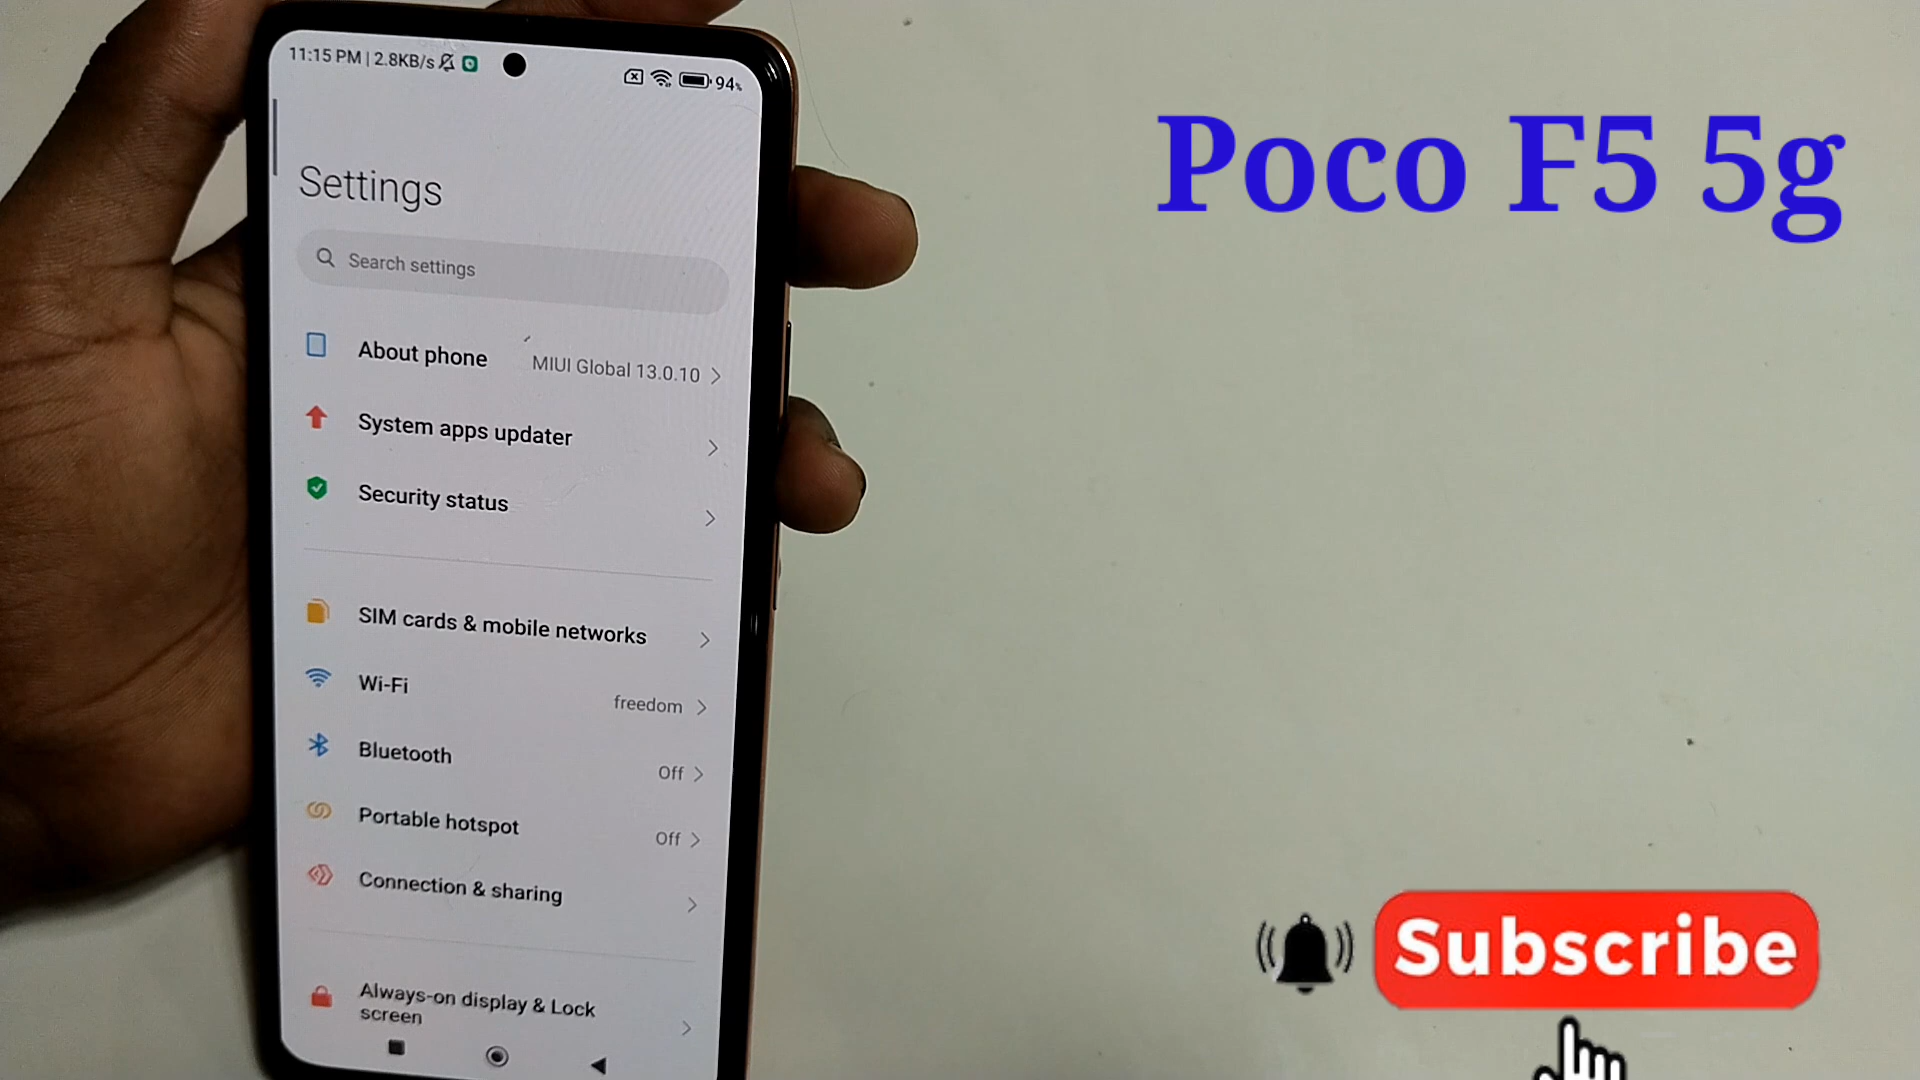 11:15 PM | 2.8KB/s
94%
Poco F5 5g
Settings
Search settings
About phone
MIUI Global 13.0.10
System apps updater
Security status
SIM cards & mobile networks
Wi-Fi
freedom
Bluetooth
Off
Portable hotspot
Off
Connection & sharing
Subscribe
Always-on display & Lock
screen